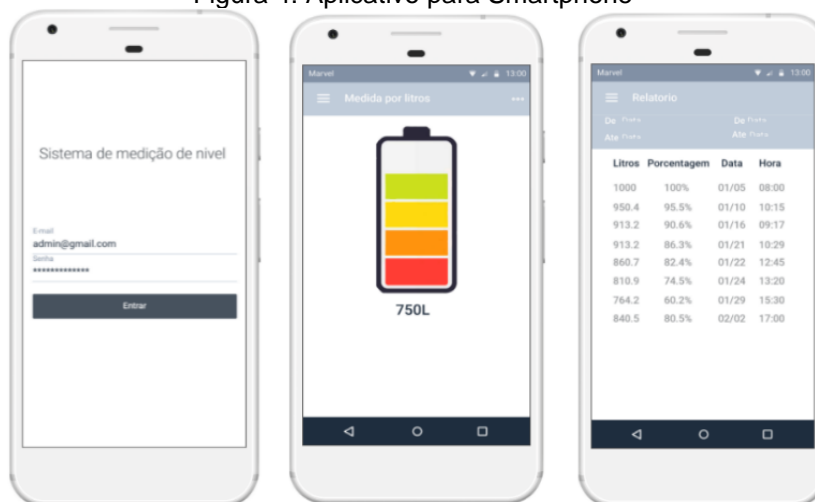 Figura 4: Aplicativo para Smartphone
Sistema de medição de nivel
E-mail
admin@gmail.com
Senha
*************
Entrar
Marvel 13:00
Medida por litros
750L
Marvel 13:00
Relatorio
De Data De Data
Ate Data Ate Data
Litros Porcentagem Data Hora
1000 100% 01/05 08:00
950.4 95.5% 01/10 10:15
913.2 90.6% 01/16 09:17
913.2 86.3% 01/21 10:29
860.7 82.4% 01/22 12:45
810.9 74.5% 01/24 13:20
764.2 60.2% 01/29 15:30
840.5 80.5% 02/02 17:00